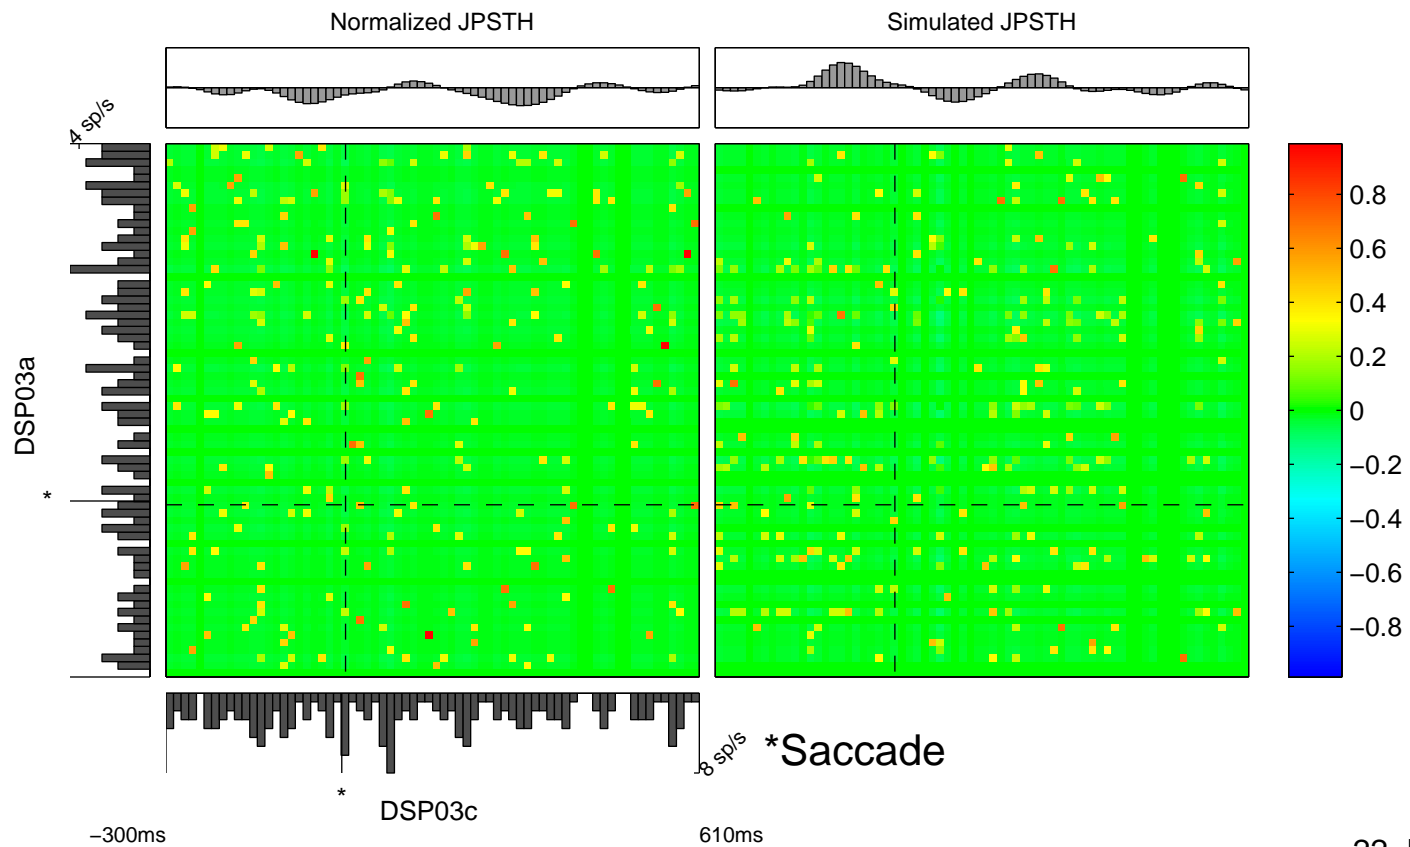 Normalized JPSTH
Simulated JPSTH
4 sp/s
DSP03a
*
0.8
0.6
0.4
0.2
0
−0.2
−0.4
−0.6
−0.8
8 sp/s
*Saccade
*
DSP03c
−300ms
610ms